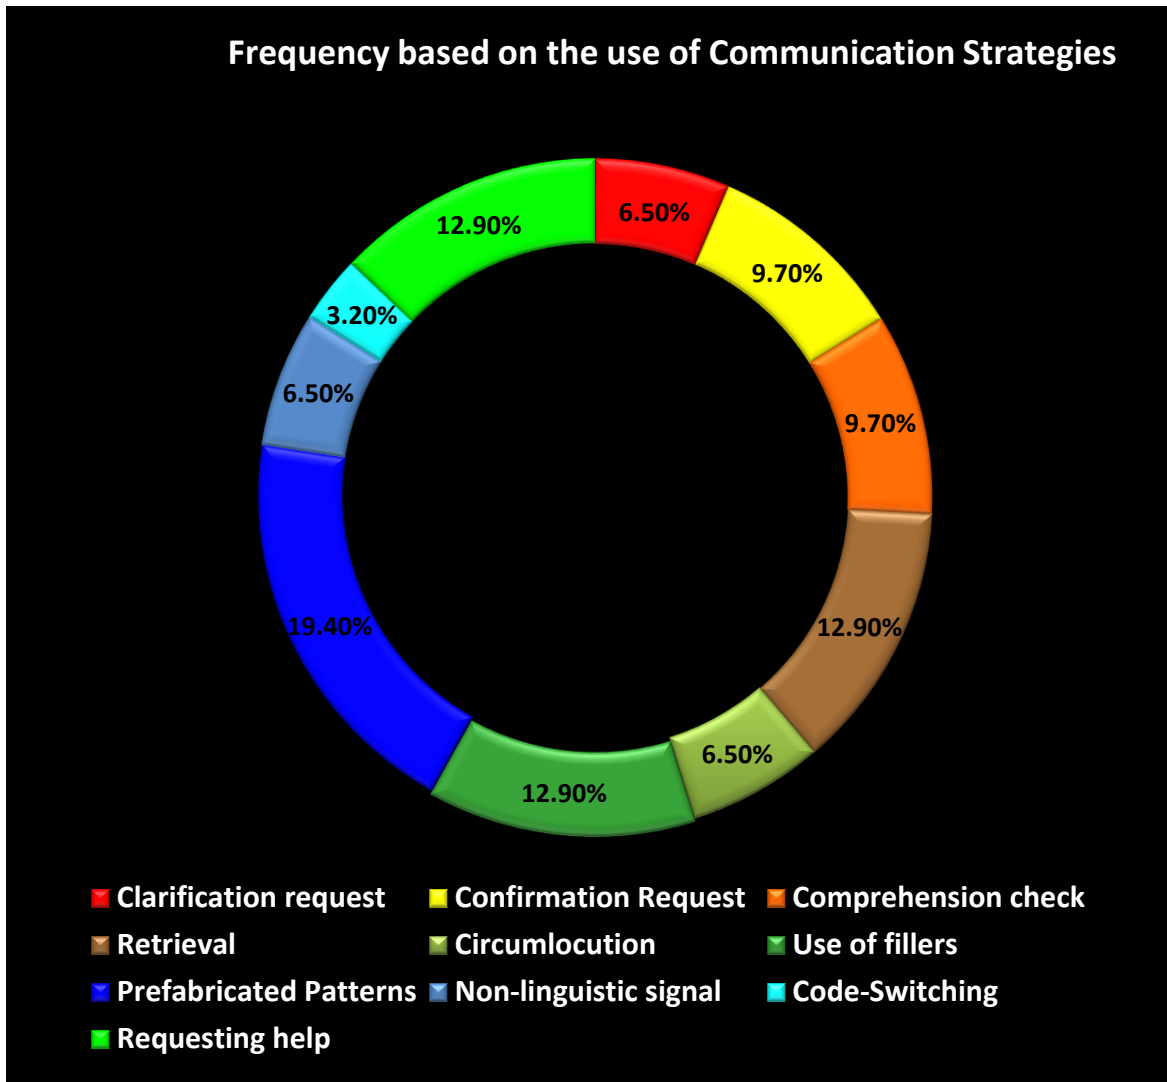 Frequency based on the use of Communication Strategies
6.50%
9.70%
9.70%
12.90%
6.50%
12.90%
19.40%
6.50%
3.20%
12.90%
Clarification request
Confirmation Request
Comprehension check
Retrieval
Circumlocution
Use of fillers
Prefabricated Patterns
Non-linguistic signal
Code-Switching
Requesting help